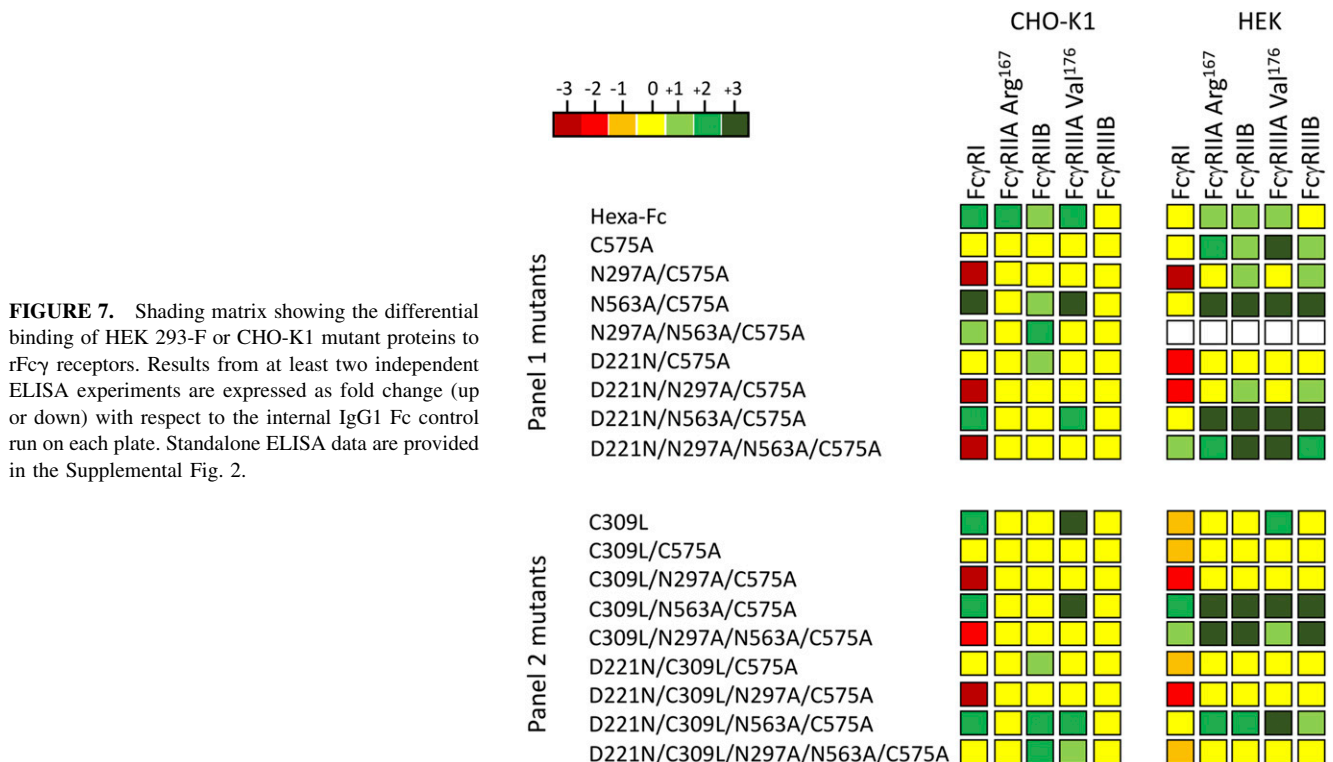 CHO-K1 HEK
-3 -2 -1 0 +1 +2 +3
FcγRI FcγRIIA Arg167 FcγRIIB FcγRIIIA Val176 FcγRIIIB FcγRI FcγRIIA Arg167 FcγRIIB FcγRIIIA Val176 FcγRIIIB
Panel 1 mutants
Hexa-Fc
C575A
N297A/C575A
N563A/C575A
N297A/N563A/C575A
D221N/C575A
D221N/N297A/C575A
D221N/N563A/C575A
D221N/N297A/N563A/C575A
FIGURE 7. Shading matrix showing the differential
binding of HEK 293-F or CHO-K1 mutant proteins to
rFcγ receptors. Results from at least two independent
ELISA experiments are expressed as fold change (up
or down) with respect to the internal IgG1 Fc control
run on each plate. Standalone ELISA data are provided
in the Supplemental Fig. 2.
Panel 2 mutants
C309L
C309L/C575A
C309L/N297A/C575A
C309L/N563A/C575A
C309L/N297A/N563A/C575A
D221N/C309L/C575A
D221N/C309L/N297A/C575A
D221N/C309L/N563A/C575A
D221N/C309L/N297A/N563A/C575A